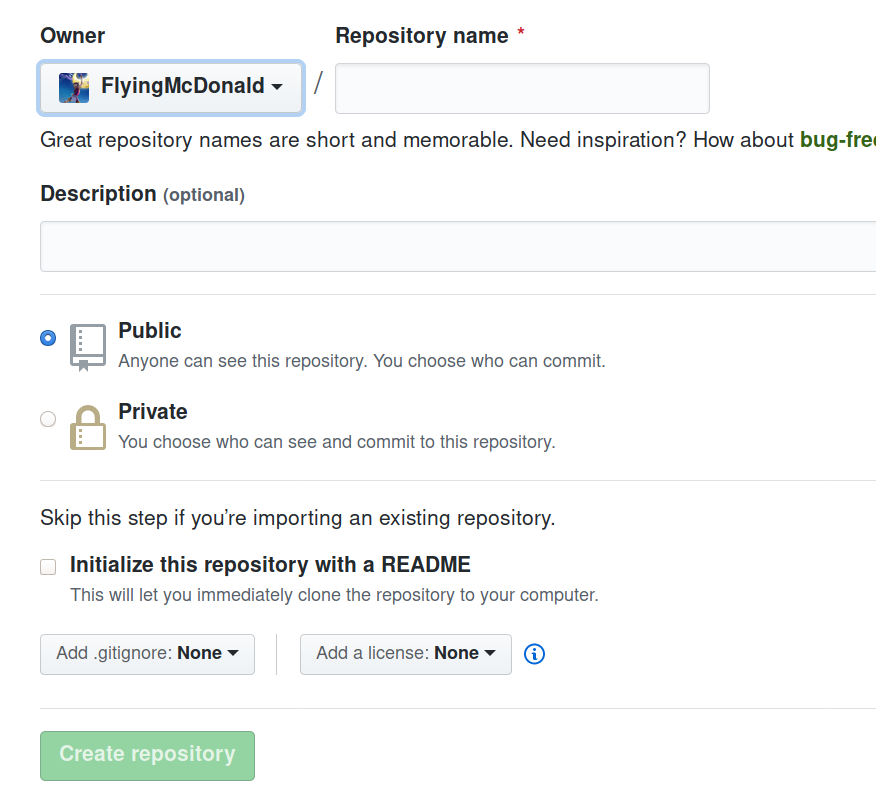 Owner
Repository name *
FlyingMcDonald /
Great repository names are short and memorable. Need inspiration? How about bug-free
Description (optional)
Public
Anyone can see this repository. You choose who can commit.
Private
You choose who can see and commit to this repository.
Skip this step if you’re importing an existing repository.
Initialize this repository with a README
This will let you immediately clone the repository to your computer.
Add .gitignore: None
Add a license: None
Create repository